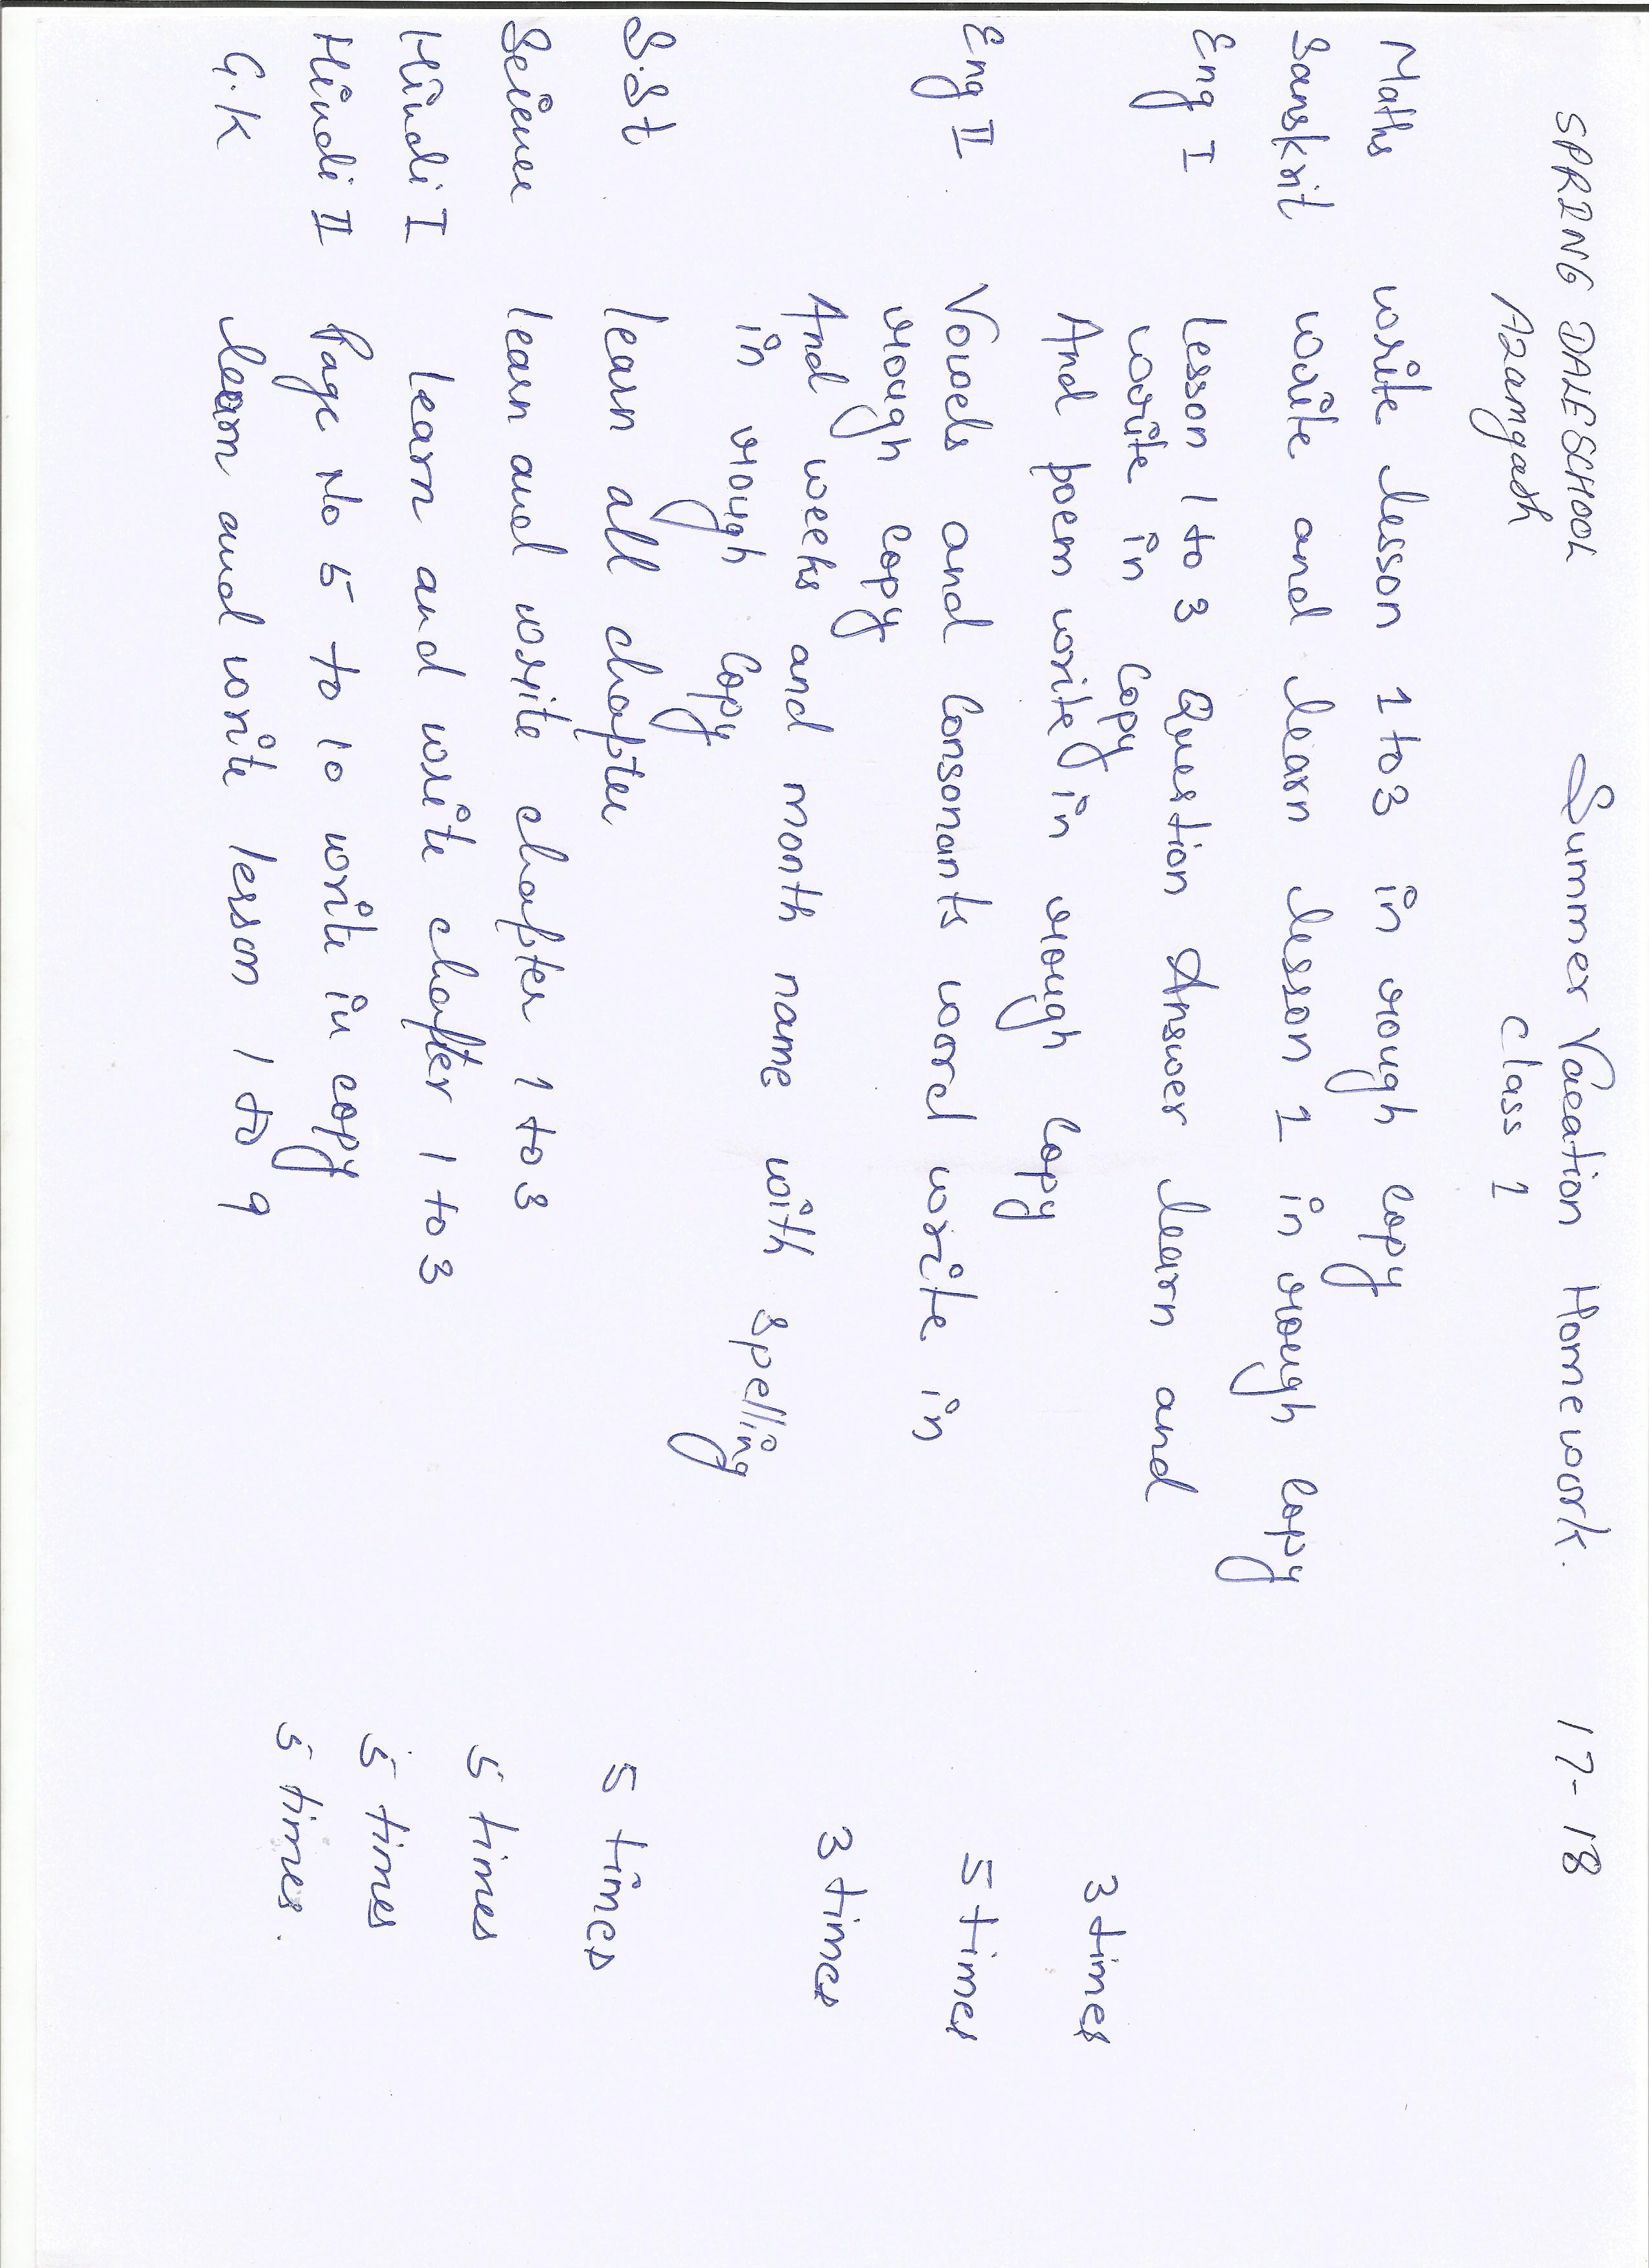 SPRING DALE SCHOOL Summer Vacation Homework. 17-18
Azamgarh Class 1
Maths write lesson 1 to 3 in rough copy
Sanskrit write and learn lesson 1 in rough copy
Eng I Lesson 1 to 3 Question Answer learn and
write in copy
3 times
And poem write in rough copy
Eng II Vowels and Consonants word write in 5 times
rough copy
And weeks and month name with spelling 3 times
in rough copy
S.St learn all chapter 5 times
Science learn and write chapter 1 to 3 5 times
Hindi I learn and write chapter 1 to 3 5 times
Hindi II Page No 5 to 10 write in copy 5 times.
G.K learn and write lesson 1 to 9